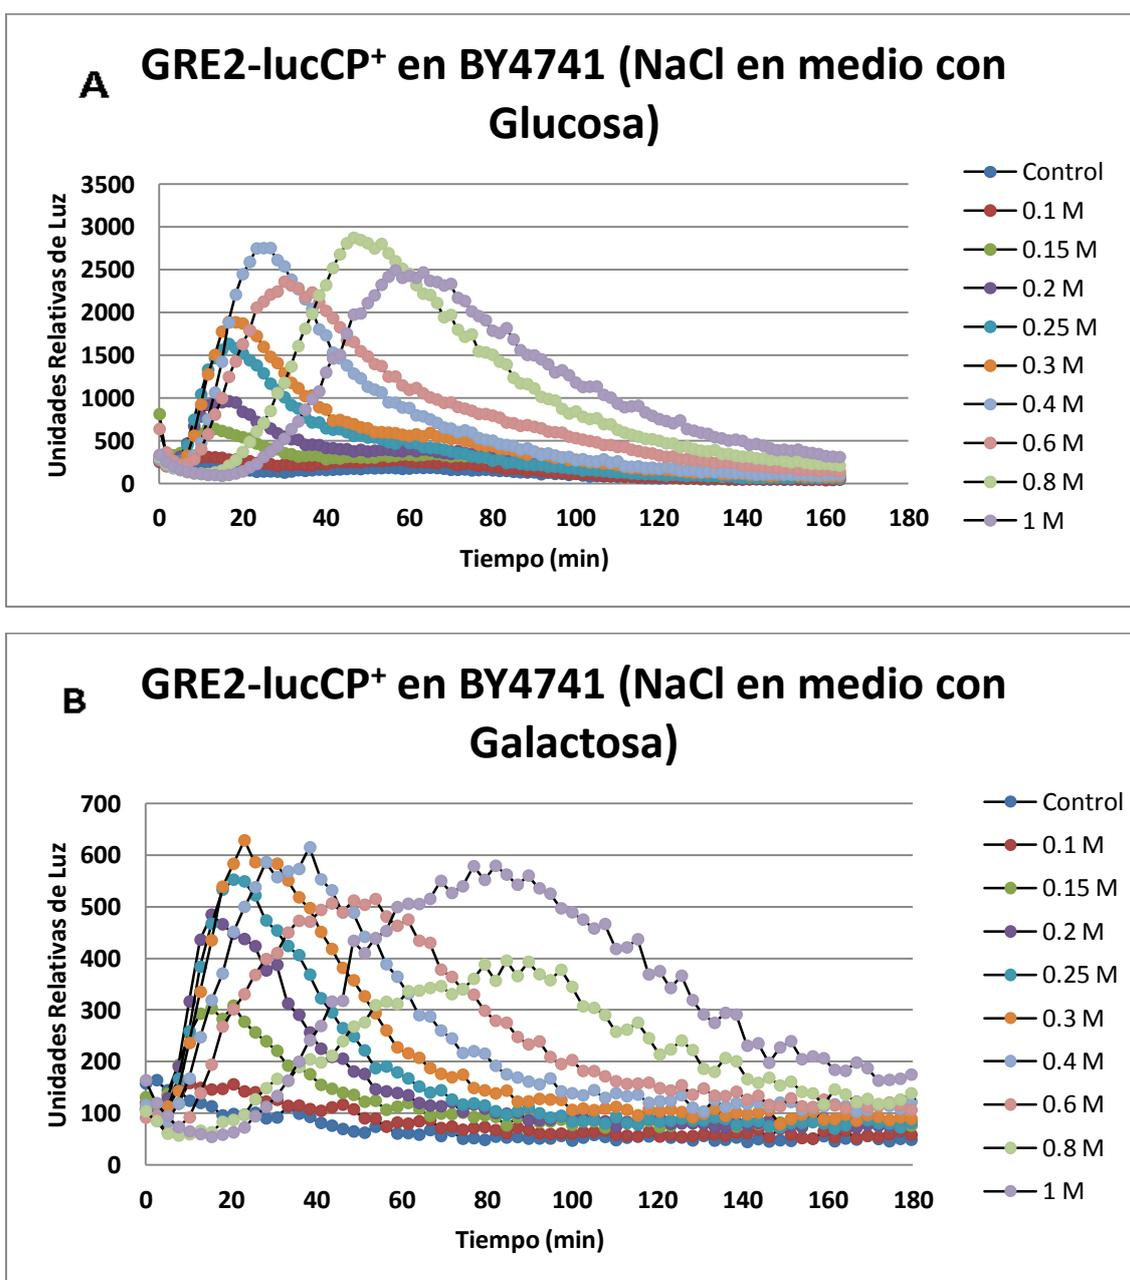 A
GRE2-lucCP+ en BY4741 (NaCl en medio con
Glucosa)
Unidades Relativas de Luz
3500
3000
2500
2000
1500
1000
500
0
0 20 40 60 80 100 120 140 160 180
Tiempo (min)
Control
0.1 M
0.15 M
0.2 M
0.25 M
0.3 M
0.4 M
0.6 M
0.8 M
1 M
B
GRE2-lucCP+ en BY4741 (NaCl en medio con
Galactosa)
Unidades Relativas de Luz
700
600
500
400
300
200
100
0
0 20 40 60 80 100 120 140 160 180
Tiempo (min)
Control
0.1 M
0.15 M
0.2 M
0.25 M
0.3 M
0.4 M
0.6 M
0.8 M
1 M